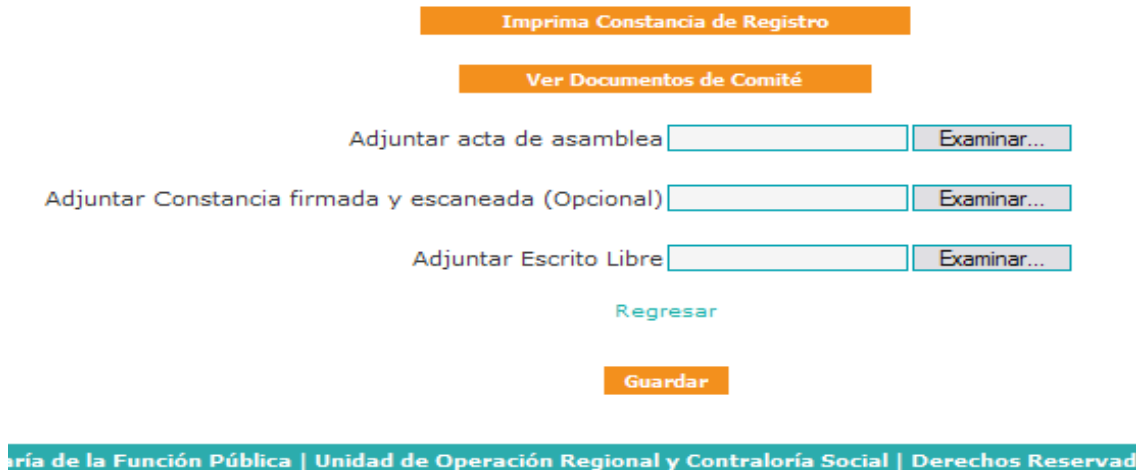 Imprima Constancia de Registro
Ver Documentos de Comité
Adjuntar acta de asamblea Examinar...
Adjuntar Constancia firmada y escaneada (Opcional) Examinar...
Adjuntar Escrito Libre Examinar...
Regresar
Guardar
aría de la Función Pública | Unidad de Operación Regional y Contraloría Social | Derechos Reservad